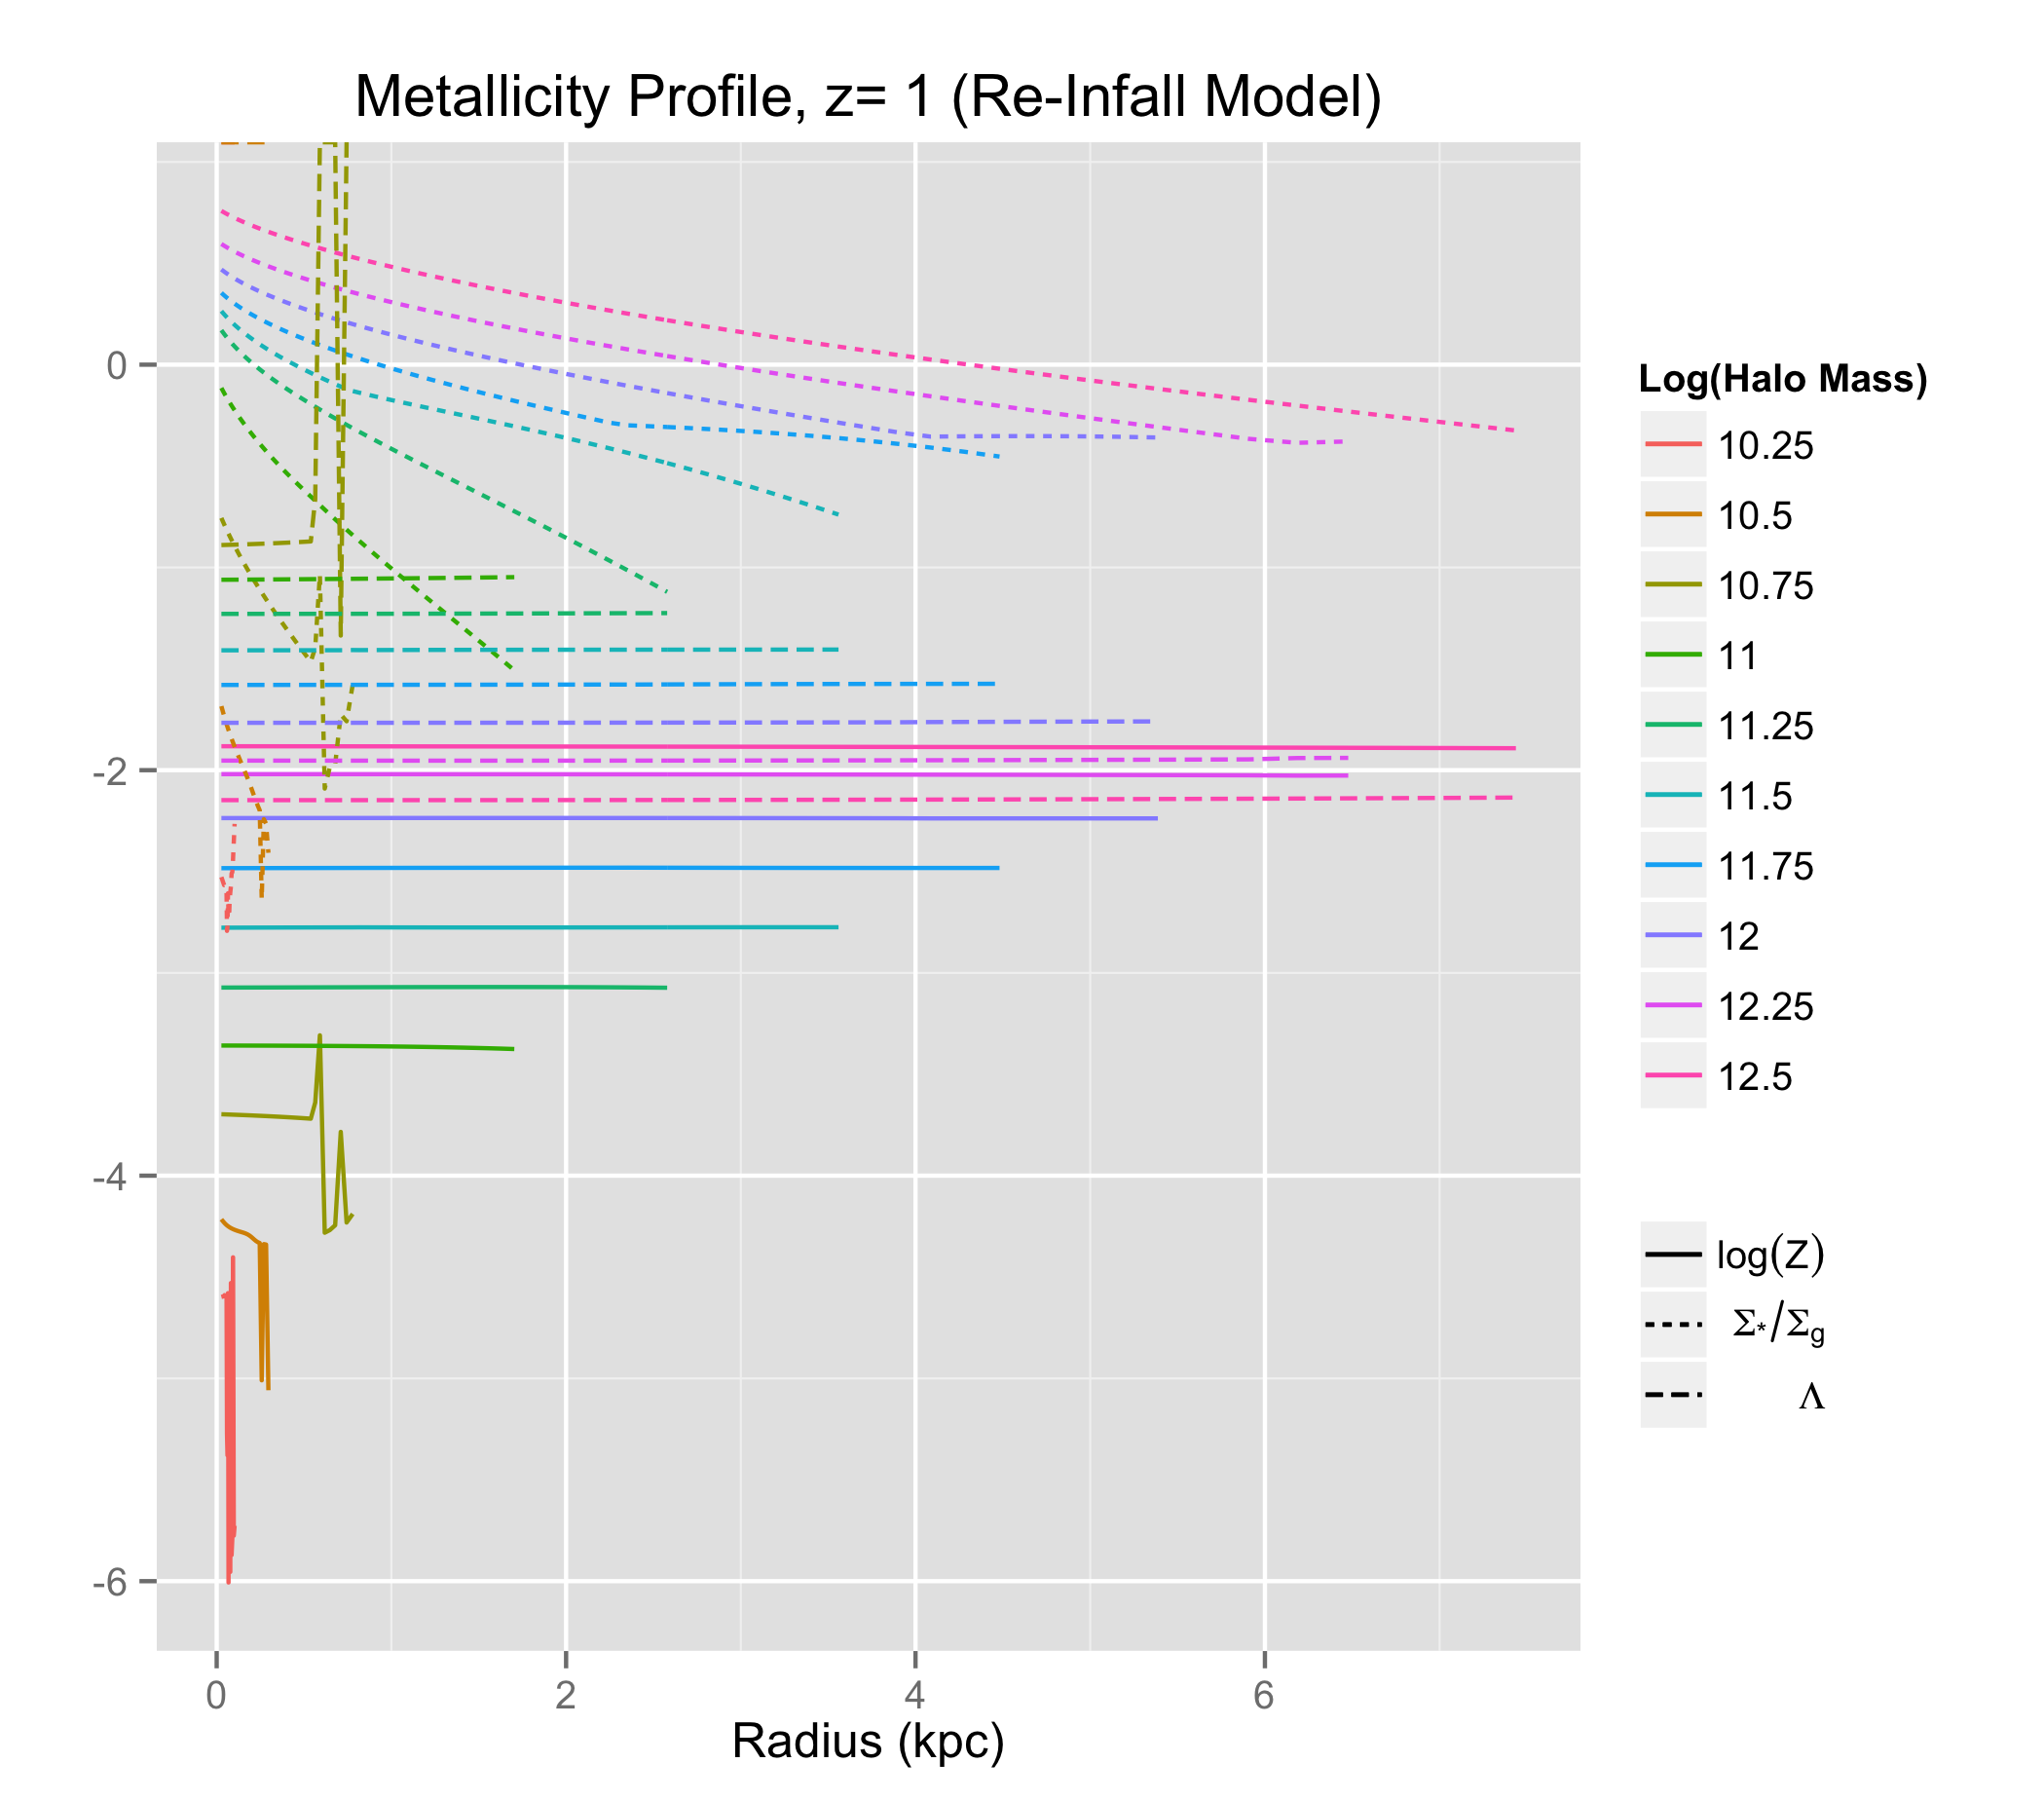 Metallicity Profile, z= 1 (Re-Infall Model)
0
-2
-4
-6
0 2 4 6
Radius (kpc)
Log(Halo Mass)
10.25
10.5
10.75
11
11.25
11.5
11.75
12
12.25
12.5
log(Z)
Σ*/Σg
Λ